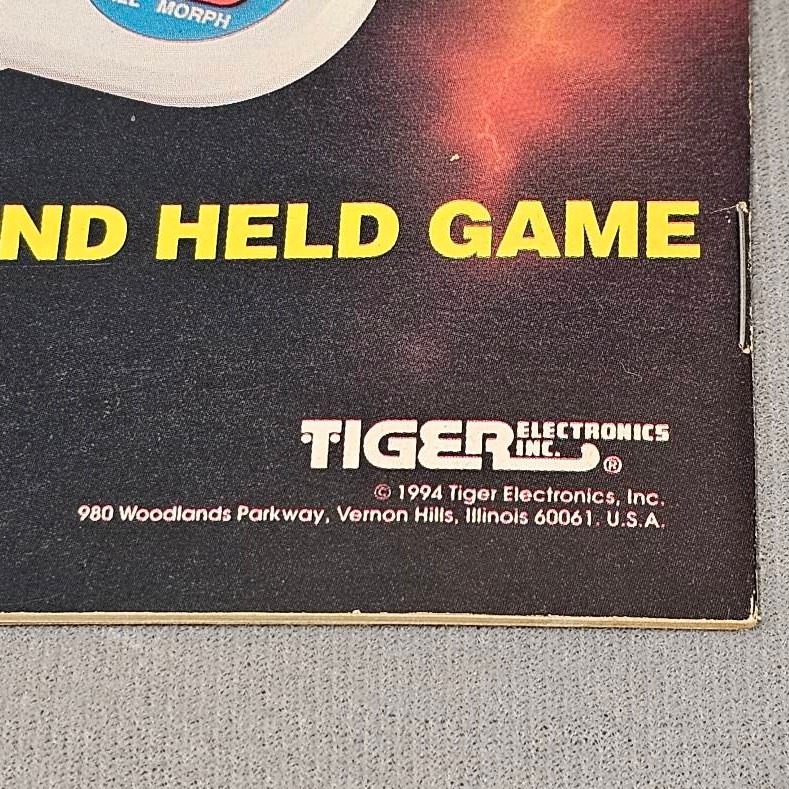 MORPH
ND HELD GAME
TIGER ELECTRONICS
INC. ®
© 1994 Tiger Electronics, Inc.
980 Woodlands Parkway, Vernon Hills, Illinois 60061. U.S.A.